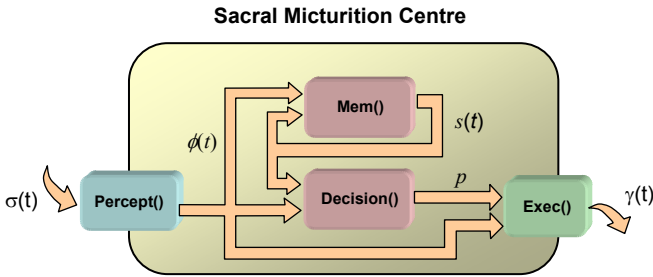 Sacral Micturition Centre
Mem()
s(t)
ϕ(t)
Percept()
σ(t)
Decision()
p
Exec()
γ(t)